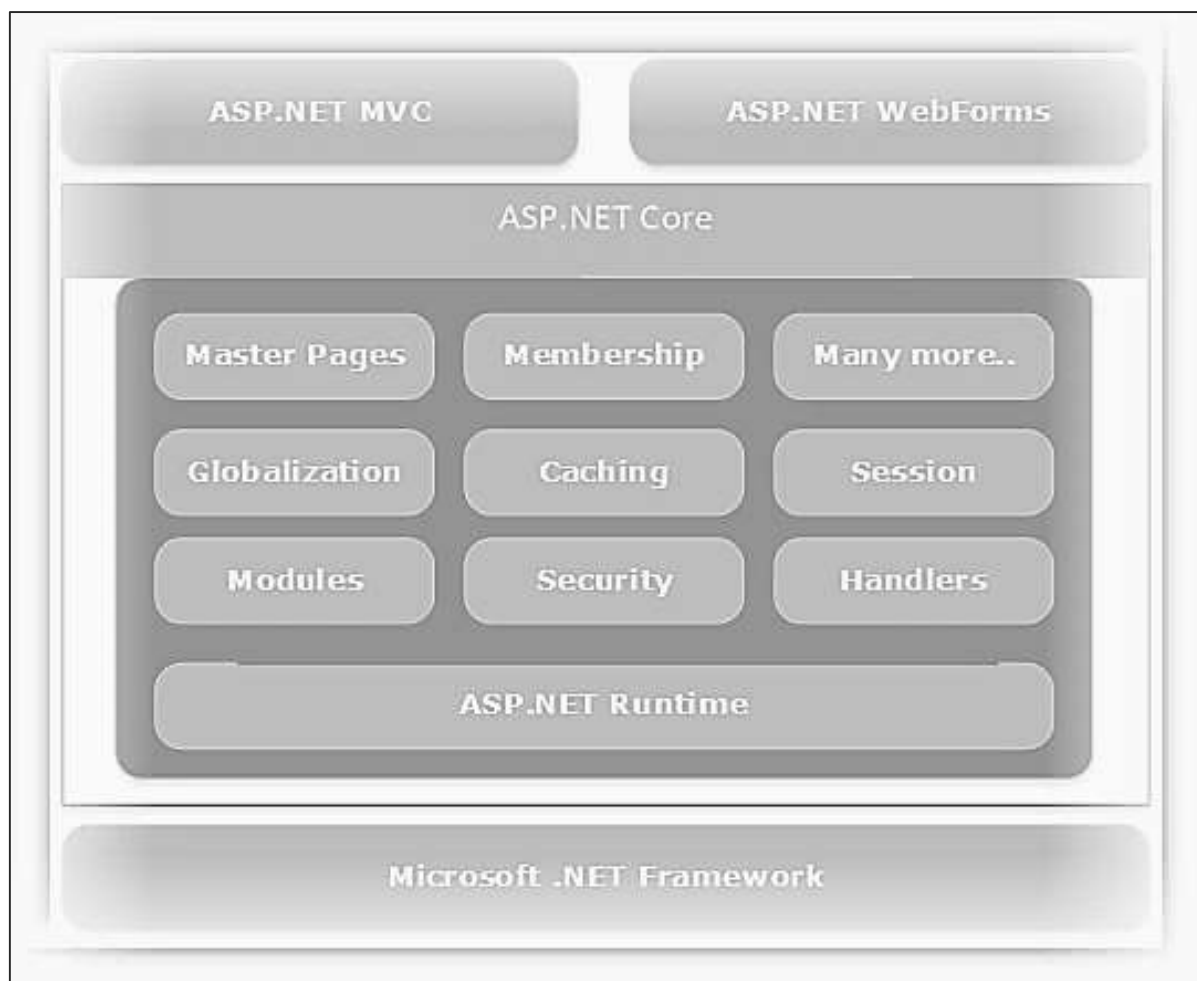 ASP.NET MVC
ASP.NET WebForms
ASP.NET Core
Master Pages
Membership
Many more..
Globalization
Caching
Session
Modules
Security
Handlers
ASP.NET Runtime
Microsoft .NET Framework